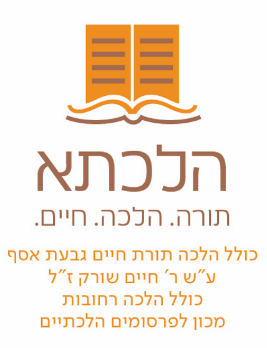 הלכתא
תורה. הלכה. חיים.
כולל הלכה תורת חיים גבעת אסף
ע"ש ר' חיים שורק ז"ל
כולל הלכה רחובות
מכון לפרסומים הלכתיים